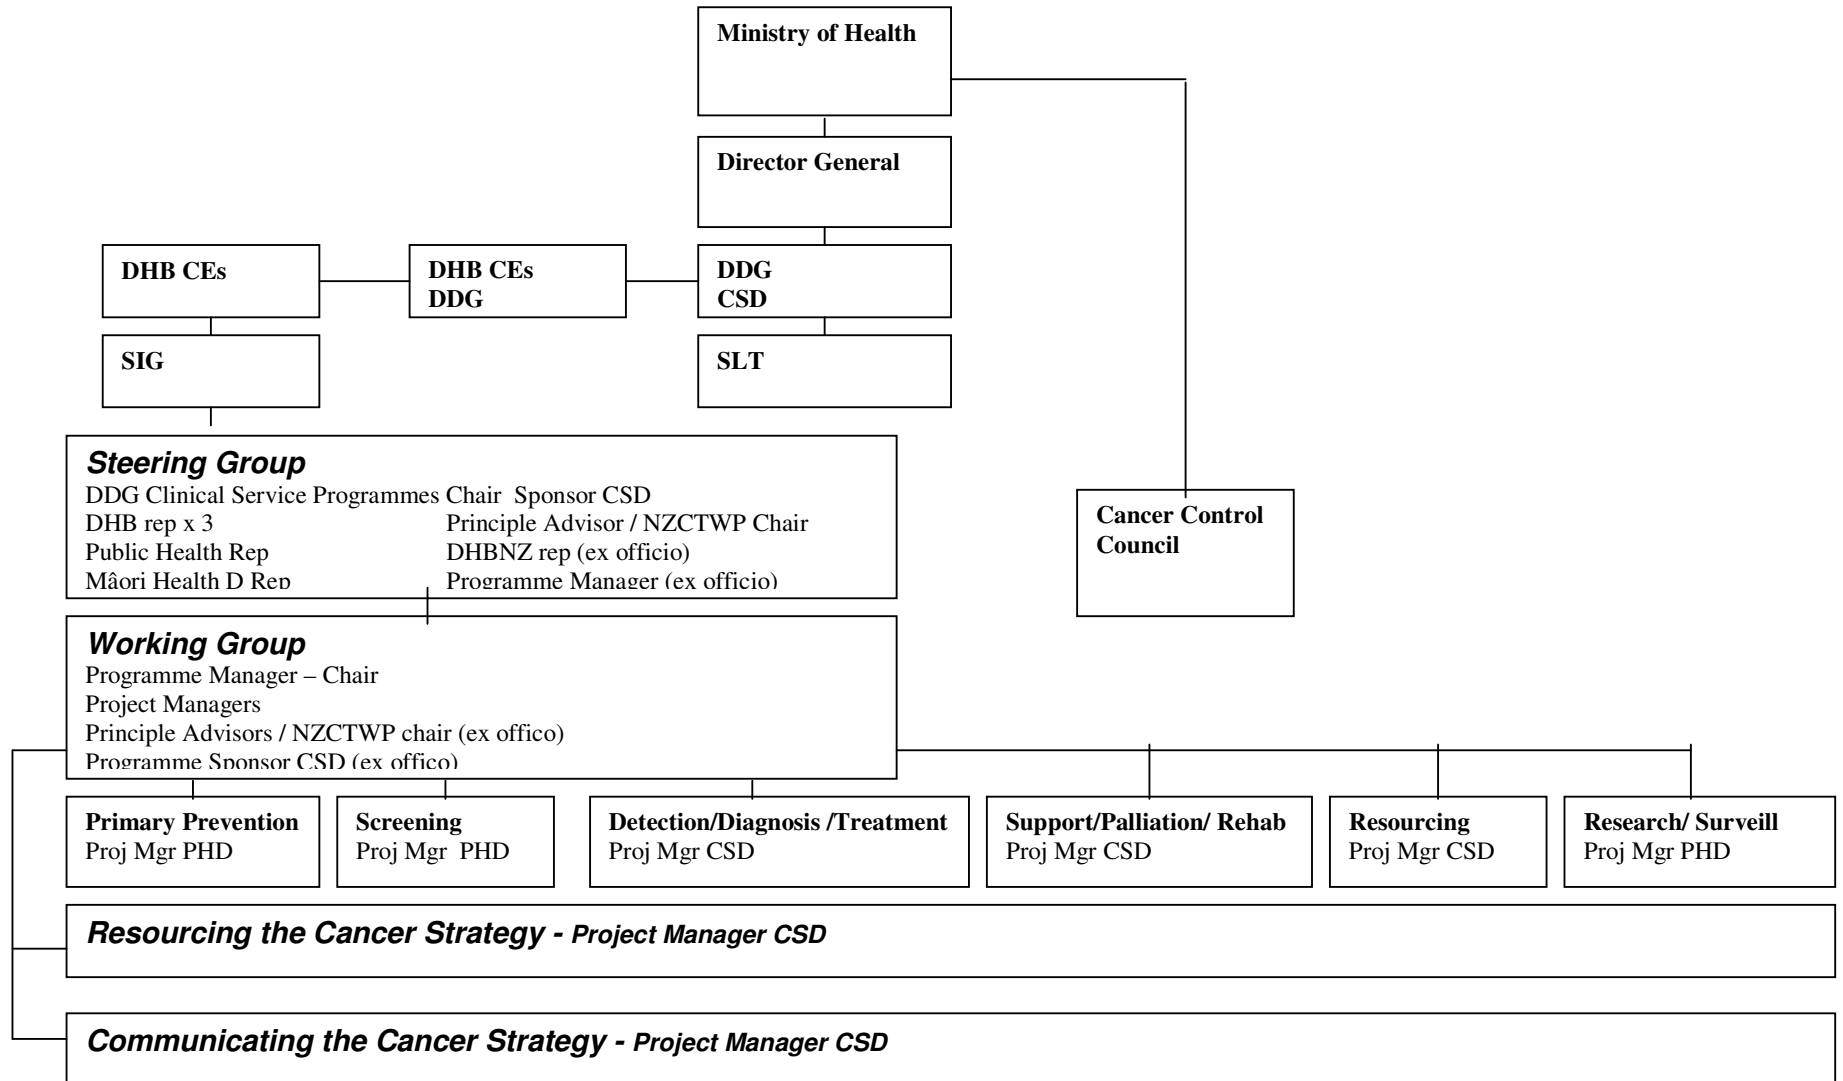 Ministry of Health
Director General
DHB CEs
DHB CEs
DDG
DDG
CSD
SIG
SLT
Steering Group
DDG Clinical Service Programmes Chair Sponsor CSD
DHB rep x 3 Principle Advisor / NZCTWP Chair
Public Health Rep DHBNZ rep (ex officio)
Mâori Health D Rep Programme Manager (ex officio)
Cancer Control
Council
Working Group
Programme Manager – Chair
Project Managers
Principle Advisors / NZCTWP chair (ex offico)
Programme Sponsor CSD (ex offico)
Primary Prevention
Proj Mgr PHD
Screening
Proj Mgr PHD
Detection/Diagnosis /Treatment
Proj Mgr CSD
Support/Palliation/ Rehab
Proj Mgr CSD
Resourcing
Proj Mgr CSD
Research/ Surveill
Proj Mgr PHD
Resourcing the Cancer Strategy - Project Manager CSD
Communicating the Cancer Strategy - Project Manager CSD